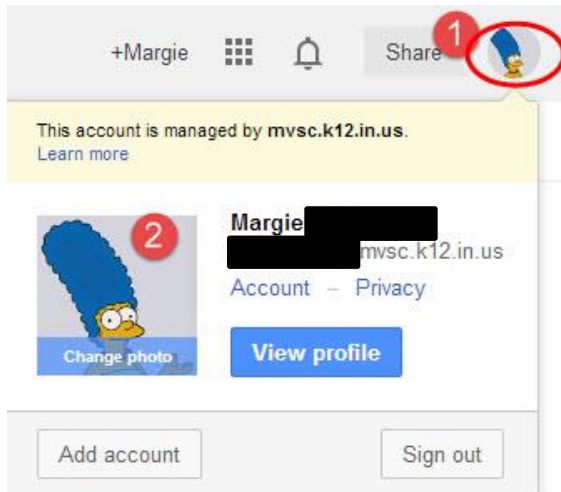 +Margie Share 1
This account is managed by mvsc.k12.in.us.
Learn more
2
Margie
mvsc.k12.in.us
Account – Privacy
Change photo
View profile
Add account Sign out